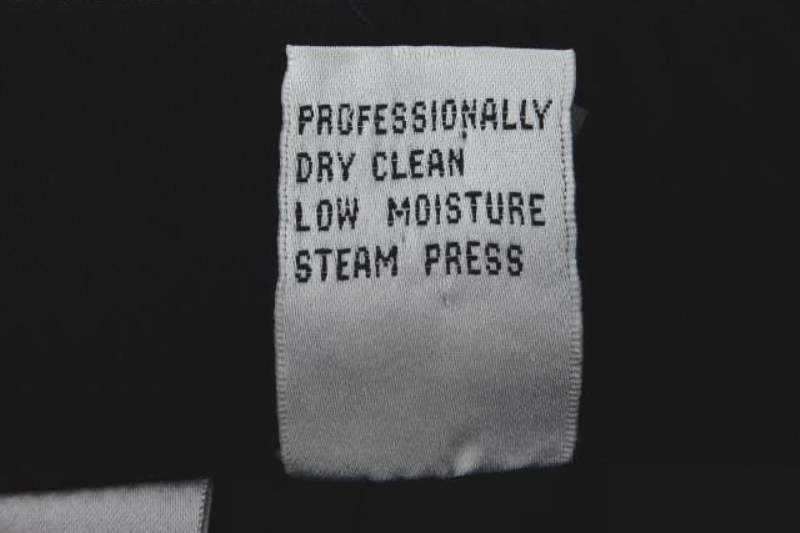 PROFESSIONALLY
DRY CLEAN
LOW MOISTURE
STEAM PRESS